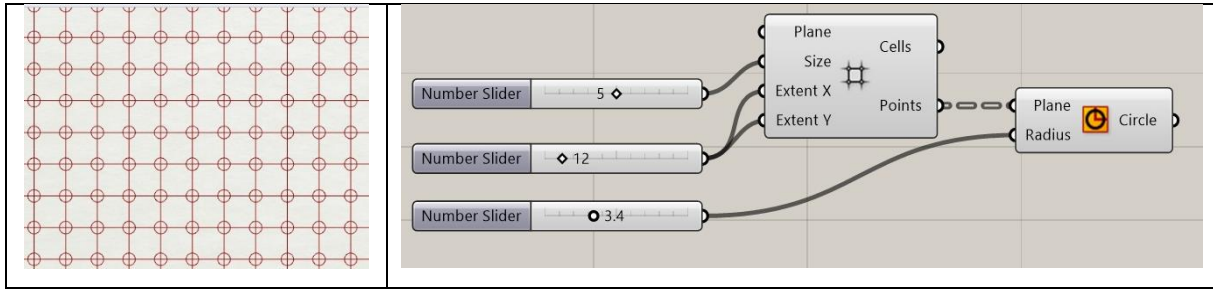 Plane
Cells
Size
Number Slider 5
Extent X
Points
Plane
Extent Y
Circle
Radius
Number Slider 12
Number Slider 3.4